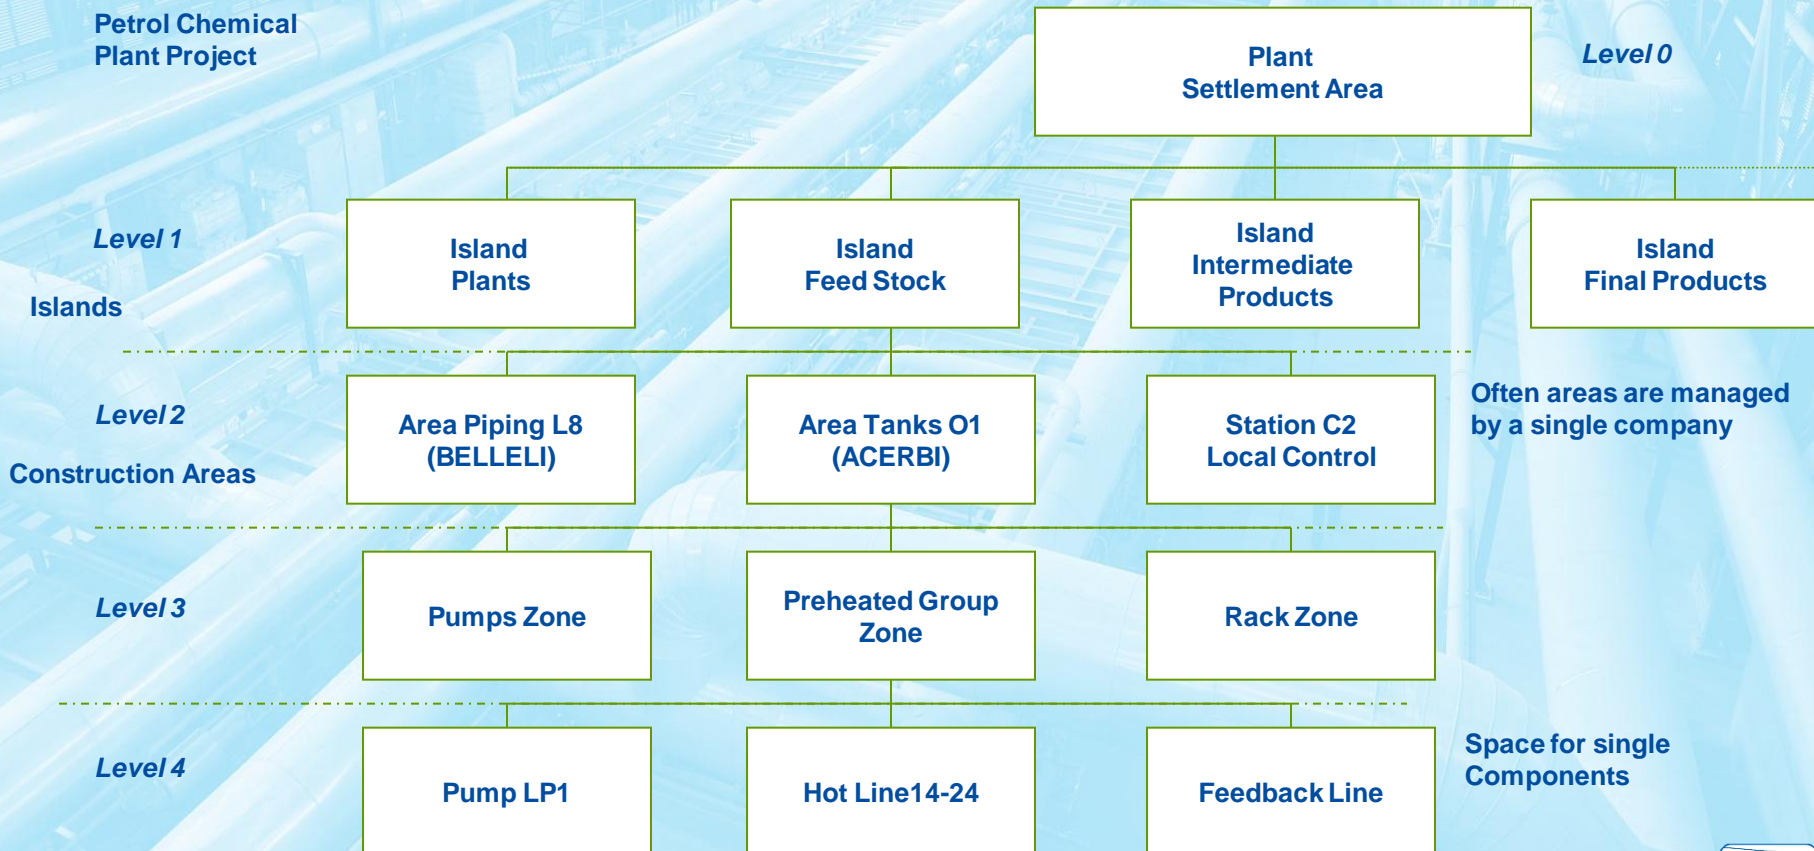 Petrol Chemical
Plant Project
Plant
Settlement Area
Level 0
Level 1
Islands
Island
Plants
Island
Feed Stock
Island
Intermediate
Products
Island
Final Products
Level 2
Construction Areas
Area Piping L8
(BELLELI)
Area Tanks O1
(ACERBI)
Station C2
Local Control
Often areas are managed
by a single company
Level 3
Pumps Zone
Preheated Group
Zone
Rack Zone
Level 4
Pump LP1
Hot Line14-24
Feedback Line
Space for single
Components